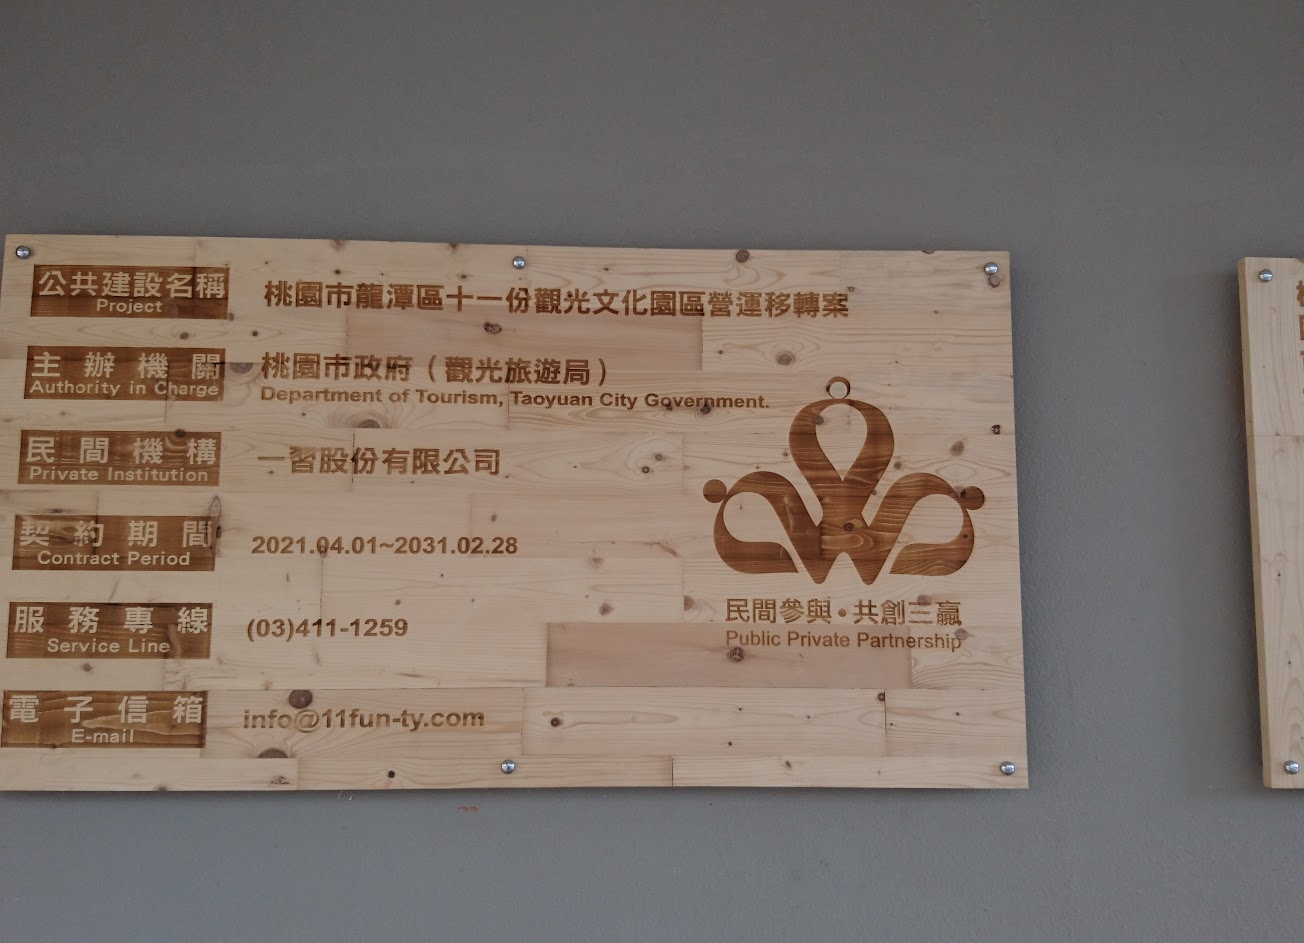 公共建設名稱
Project
桃園市龍潭區十一份觀光文化園區營運移轉案
主辦機關
Authority in Charge
桃園市政府（觀光旅遊局）
Department of Tourism, Taoyuan City Government.
民間機構
Private Institution
一習股份有限公司
契約期間
Contract Period
2021.04.01~2031.02.28
服務專線
Service Line
(03)411-1259
電子信箱
E-mail
info@11fun-ty.com
民間參與•共創三贏
Public Private Partnership